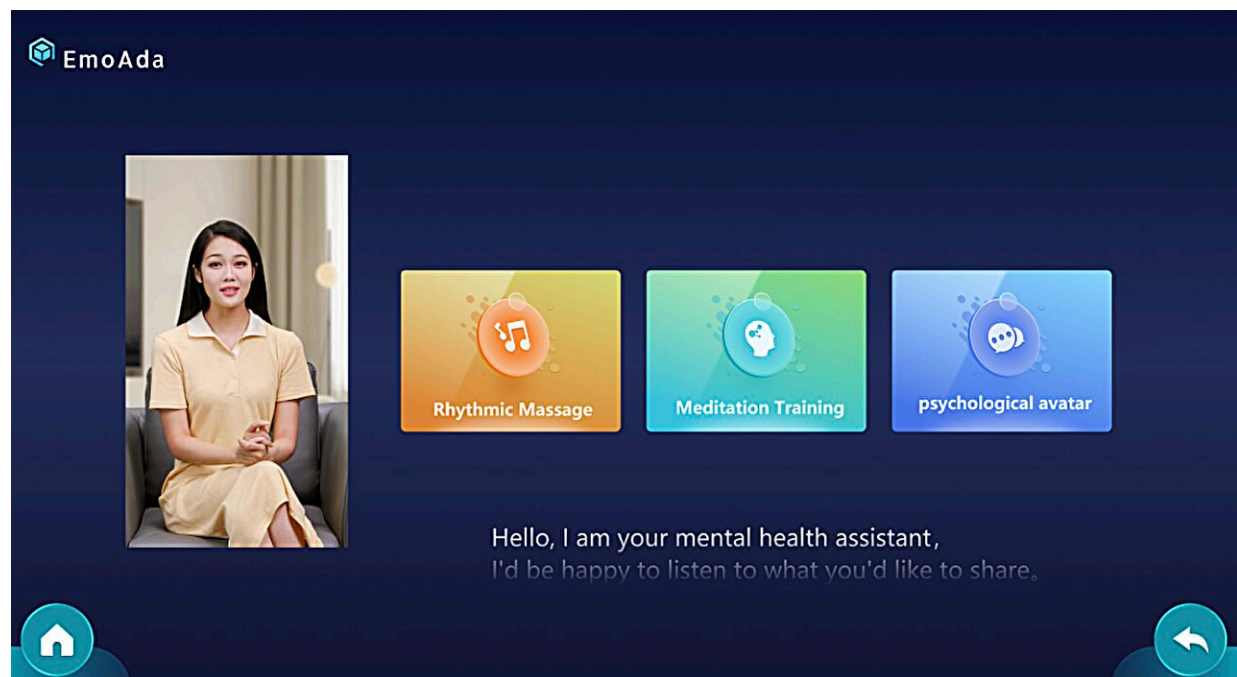 EmoAda
Rhythmic Massage
Meditation Training
psychological avatar
Hello, I am your mental health assistant,
I'd be happy to listen to what you'd like to share。